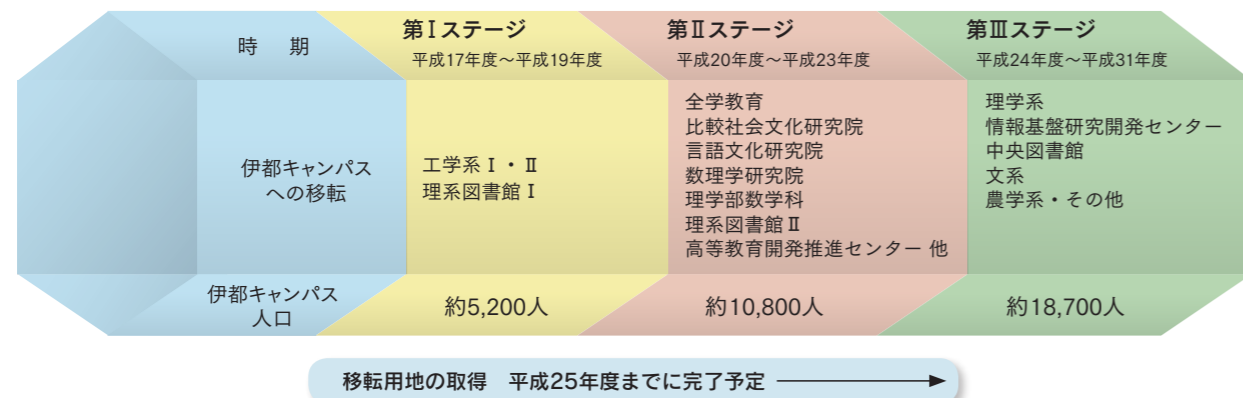 時　期
第Ⅰステージ
平成17年度～平成19年度
第Ⅱステージ
平成20年度～平成23年度
第Ⅲステージ
平成24年度～平成31年度
伊都キャンパス
への移転
工学系 Ⅰ・Ⅱ
理系図書館 Ⅰ
全学教育
比較社会文化研究院
言語文化研究院
数理学研究院
理学部数学科
理系図書館 Ⅱ
高等教育開発推進センター 他
理学系
情報基盤研究開発センター
中央図書館
文系
農学系・その他
伊都キャンパス
人口
約5,200人
約10,800人
約18,700人
移転用地の取得　平成25年度までに完了予定